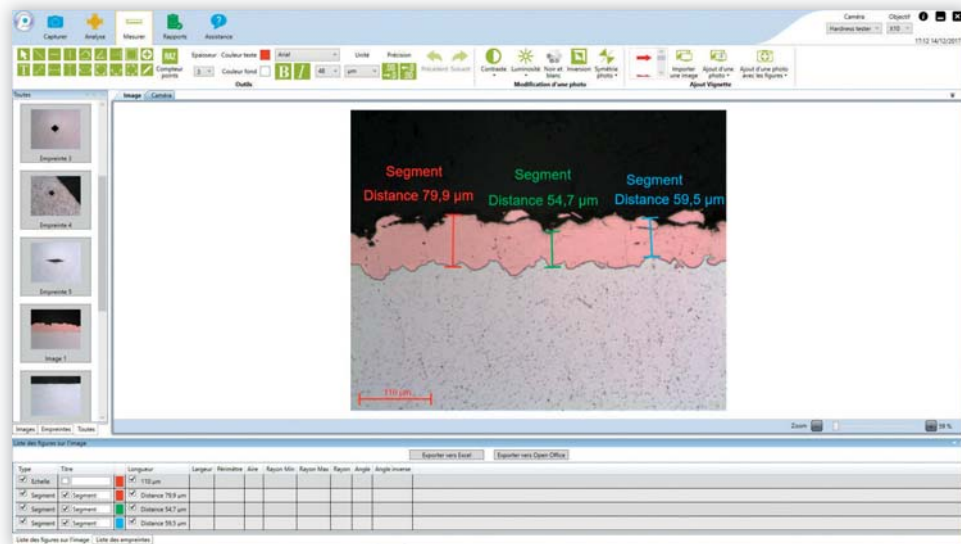 Capturer Analyse Mesurer Rapports Assistance
Caméra Objectif
Hardness tester X10
17:12 14/12/2017
RAZ
Compteur points
Epaisseur Couleur texte Arial Unité Précision
3 Couleur fond B I 48 µm
Précédent Suivant
Outils
Contraste Luminosité Noir et blanc Inversion Symétrie photo
Modification d'une photo
Importer une image Ajout d'une photo Ajout d'une photo avec les figures
Ajout Vignette
Toutes
Image Caméra
Empreinte 3
Empreinte 4
Empreinte 5
Image 1
Images Empreintes Toutes
Segment
Distance 79,9 µm
Segment
Distance 54,7 µm
Segment
Distance 59,5 µm
110 µm
Zoom 59 %
Liste des figures sur l'image
Exporter vers Excel Exporter vers Open Office
Type Titre Longueur Largeur Périmètre Aire Rayon Min Rayon Max Rayon Angle Angle inverse
Echelle 110 µm
Segment Segment Distance 79,9 µm
Segment Segment Distance 54,7 µm
Segment Segment Distance 59,5 µm
Liste des figures sur l'image Liste des empreintes